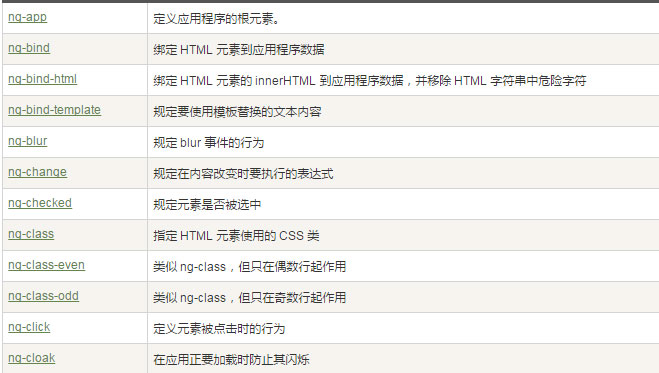 ng-app 定义应用程序的根元素。
ng-bind 绑定 HTML 元素到应用程序数据
ng-bind-html 绑定 HTML 元素的 innerHTML 到应用程序数据，并移除 HTML 字符串中危险字符
ng-bind-template 规定要使用模板替换的文本内容
ng-blur 规定 blur 事件的行为
ng-change 规定在内容改变时要执行的表达式
ng-checked 规定元素是否被选中
ng-class 指定 HTML 元素使用的 CSS 类
ng-class-even 类似 ng-class，但只在偶数行起作用
ng-class-odd 类似 ng-class，但只在奇数行起作用
ng-click 定义元素被点击时的行为
ng-cloak 在应用正要加载时防止其闪烁